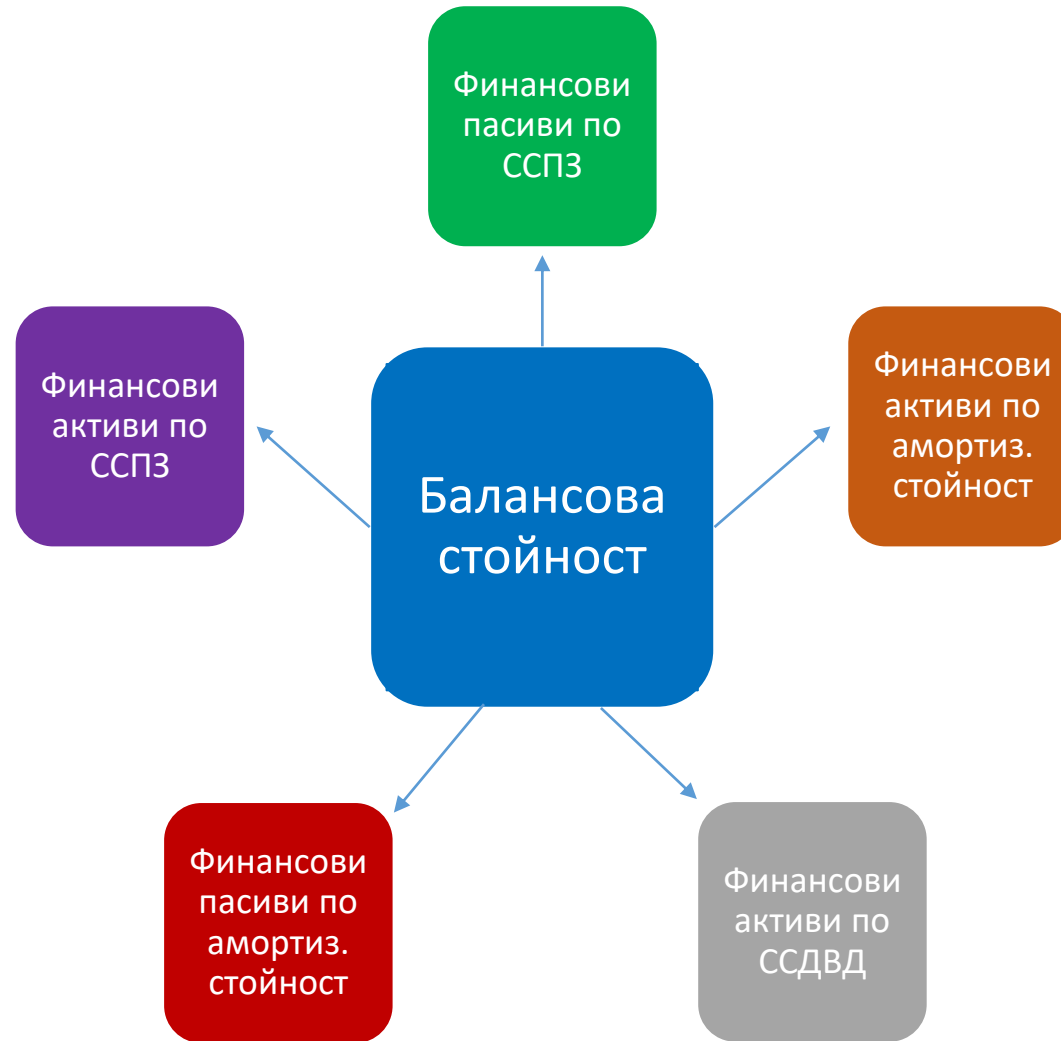 Финансови
пасиви по
ССПЗ
Финансови
активи по
ССПЗ
Финансови
активи по
амортиз.
стойност
Балансова
стойност
Финансови
пасиви по
амортиз.
стойност
Финансови
активи по
ССДВД